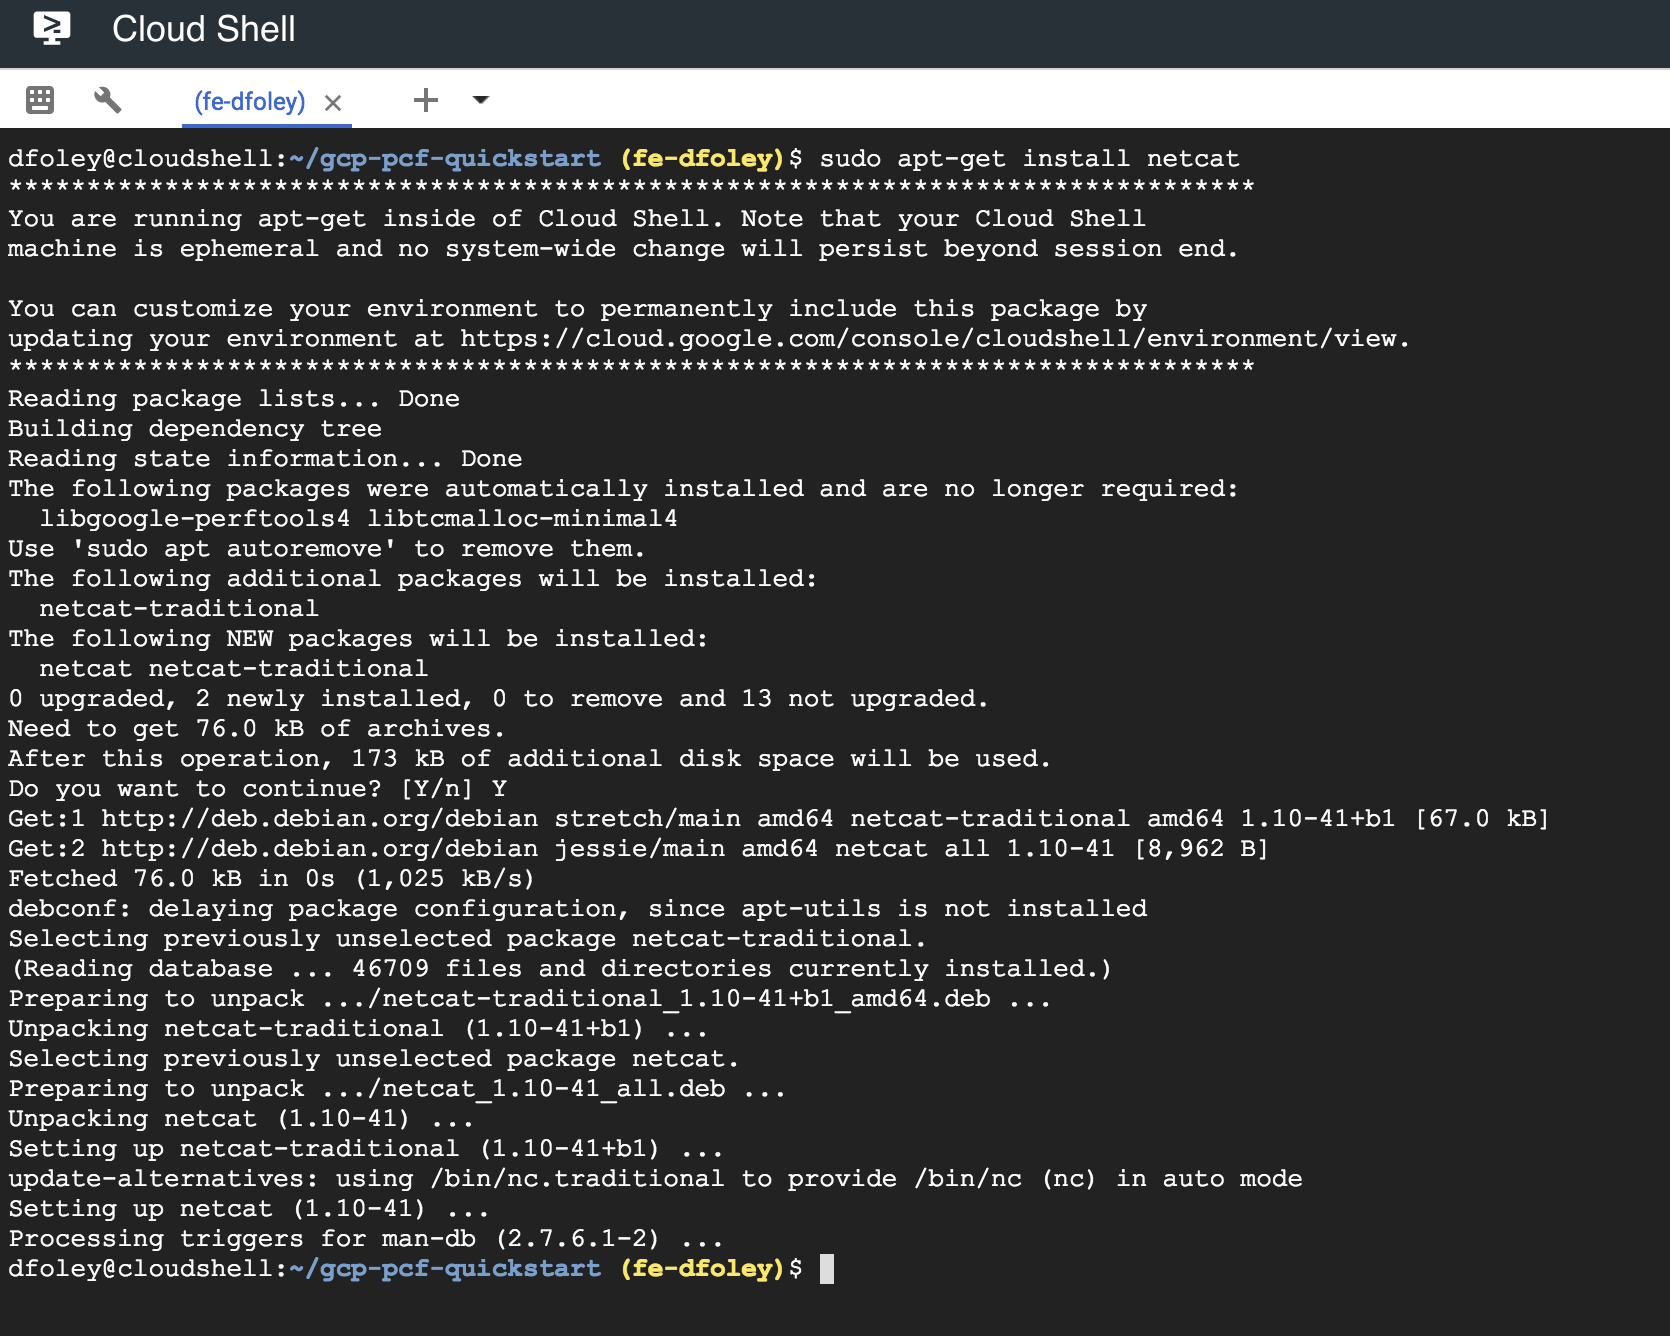 Cloud Shell
(fe-dfoley)
dfoley@cloudshell:~/gcp-pcf-quickstart (fe-dfoley)$ sudo apt-get install netcat
********************************************************************************
You are running apt-get inside of Cloud Shell. Note that your Cloud Shell
machine is ephemeral and no system-wide change will persist beyond session end.

You can customize your environment to permanently include this package by
updating your environment at https://cloud.google.com/console/cloudshell/environment/view.
********************************************************************************
Reading package lists... Done
Building dependency tree
Reading state information... Done
The following packages were automatically installed and are no longer required:
  libgoogle-perftools4 libtcmalloc-minimal4
Use 'sudo apt autoremove' to remove them.
The following additional packages will be installed:
  netcat-traditional
The following NEW packages will be installed:
  netcat netcat-traditional
0 upgraded, 2 newly installed, 0 to remove and 13 not upgraded.
Need to get 76.0 kB of archives.
After this operation, 173 kB of additional disk space will be used.
Do you want to continue? [Y/n] Y
Get:1 http://deb.debian.org/debian stretch/main amd64 netcat-traditional amd64 1.10-41+b1 [67.0 kB]
Get:2 http://deb.debian.org/debian jessie/main amd64 netcat all 1.10-41 [8,962 B]
Fetched 76.0 kB in 0s (1,025 kB/s)
debconf: delaying package configuration, since apt-utils is not installed
Selecting previously unselected package netcat-traditional.
(Reading database ... 46709 files and directories currently installed.)
Preparing to unpack .../netcat-traditional_1.10-41+b1_amd64.deb ...
Unpacking netcat-traditional (1.10-41+b1) ...
Selecting previously unselected package netcat.
Preparing to unpack .../netcat_1.10-41_all.deb ...
Unpacking netcat (1.10-41) ...
Setting up netcat-traditional (1.10-41+b1) ...
update-alternatives: using /bin/nc.traditional to provide /bin/nc (nc) in auto mode
Setting up netcat (1.10-41) ...
Processing triggers for man-db (2.7.6.1-2) ...
dfoley@cloudshell:~/gcp-pcf-quickstart (fe-dfoley)$